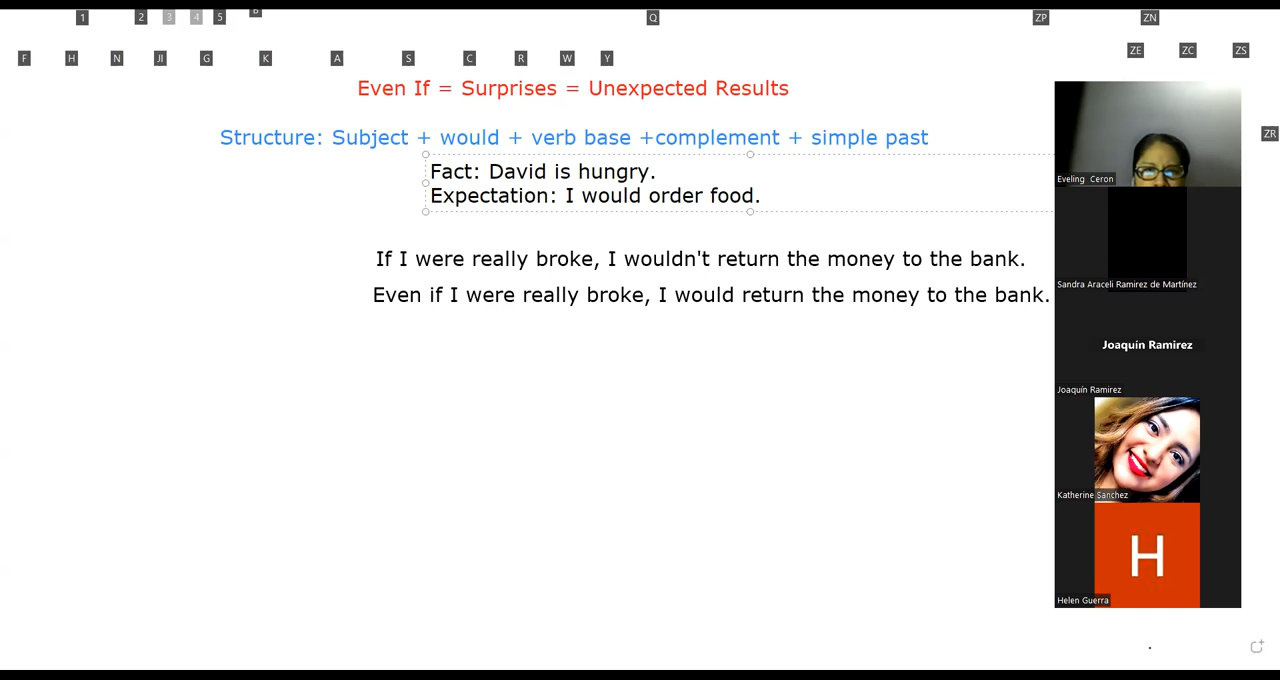 1 2 3 4 5 B Q ZP ZN
F H N JI G K A S C R W Y ZE ZC ZS
Even If = Surprises = Unexpected Results
Structure: Subject + would + verb base +complement + simple past
ZR
Fact: David is hungry.
Expectation: I would order food.
If I were really broke, I wouldn't return the money to the bank.
Even if I were really broke, I would return the money to the bank.
Eveling Ceron
Sandra Araceli Ramirez de Martínez
Joaquín Ramirez
Joaquín Ramirez
Katherine Sanchez
H
Helen Guerra